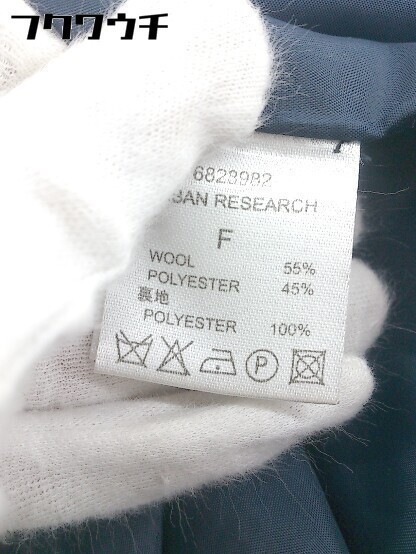 フクワウチ
6828982
BAN RESEARCH
F
WOOL 55%
POLYESTER 45%
裏地
POLYESTER 100%
P